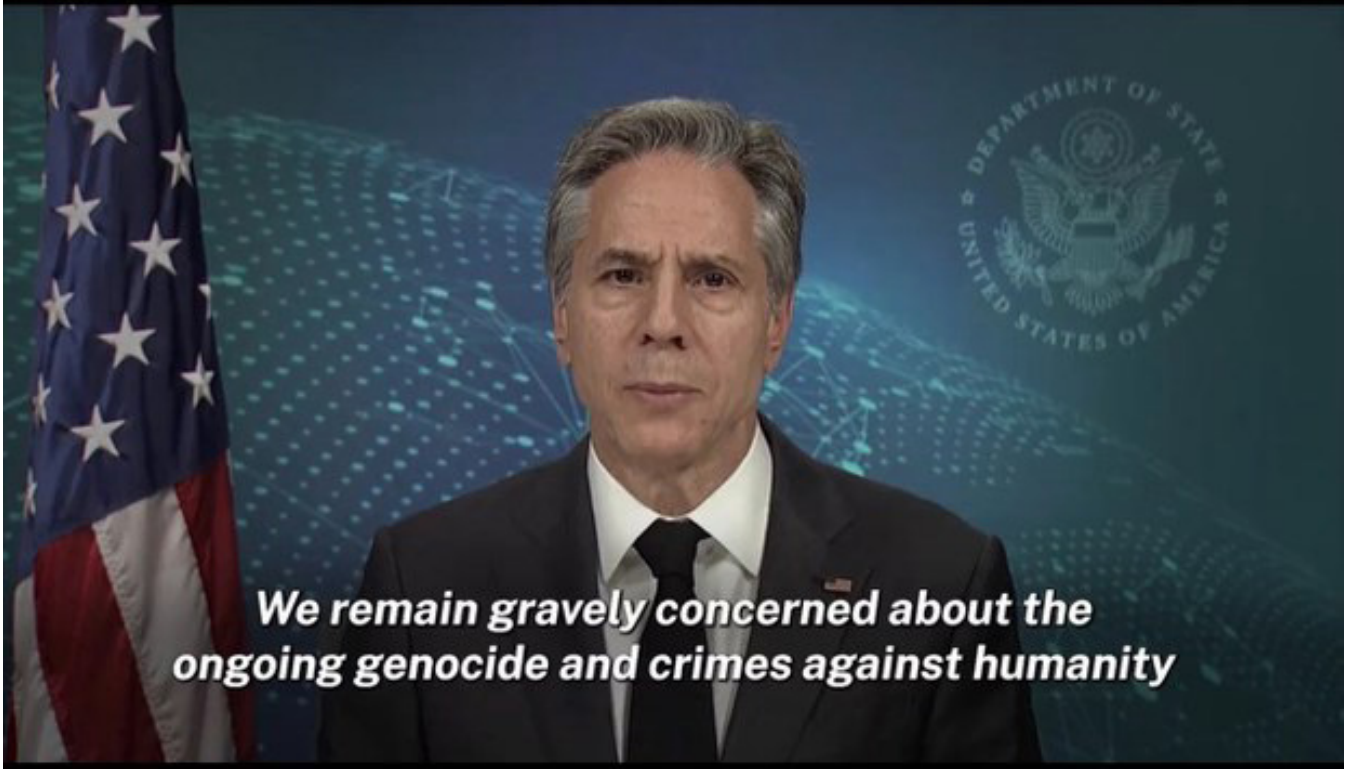 DEPARTMENT OF STATE
UNITED STATES OF AMERICA
We remain gravely concerned about the
ongoing genocide and crimes against humanity